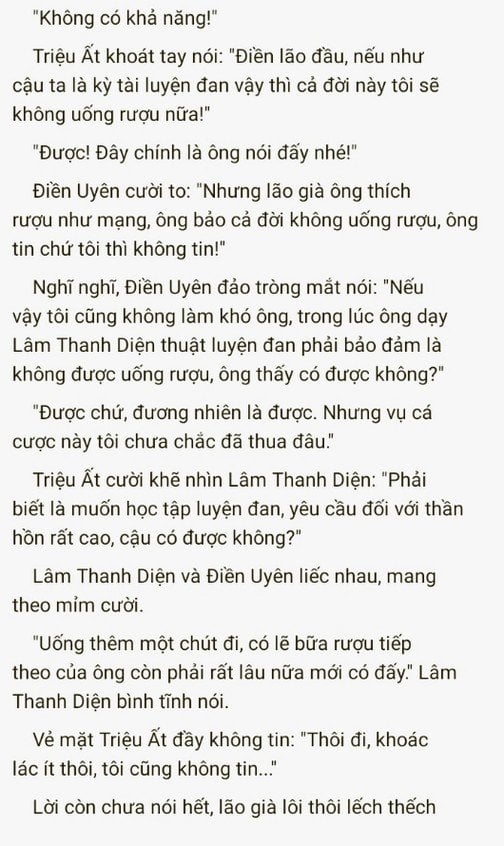 "Không có khả năng!"
Triệu Ất khoát tay nói: "Điền lão đầu, nếu như
cậu ta là kỳ tài luyện đan vậy thì cả đời này tôi sẽ
không uống rượu nữa!"
"Được! Đây chính là ông nói đấy nhé!"
Điền Uyên cười to: "Nhưng lão già ông thích
rượu như mạng, ông bảo cả đời không uống rượu, ông
tin chứ tôi thì không tin!"
Nghĩ nghĩ, Điền Uyên đảo tròng mắt nói: "Nếu
vậy tôi cũng không làm khó ông, trong lúc ông dạy
Lâm Thanh Diện thuật luyện đan phải bảo đảm là
không được uống rượu, ông thấy có được không?"
"Được chứ, đương nhiên là được. Nhưng vụ cá
cược này tôi chưa chắc đã thua đâu."
Triệu Ất cười khẽ nhìn Lâm Thanh Diện: "Phải
biết là muốn học tập luyện đan, yêu cầu đối với thần
hồn rất cao, cậu có được không?"
Lâm Thanh Diện và Điền Uyên liếc nhau, mang
theo mỉm cười.
"Uống thêm một chút đi, có lẽ bữa rượu tiếp
theo của ông còn phải rất lâu nữa mới có đấy." Lâm
Thanh Diện bình tĩnh nói.
Vẻ mặt Triệu Ất đầy không tin: "Thôi đi, khoác
lác ít thôi, tôi cũng không tin..."
Lời còn chưa nói hết, lão già lôi thôi lếch thếch